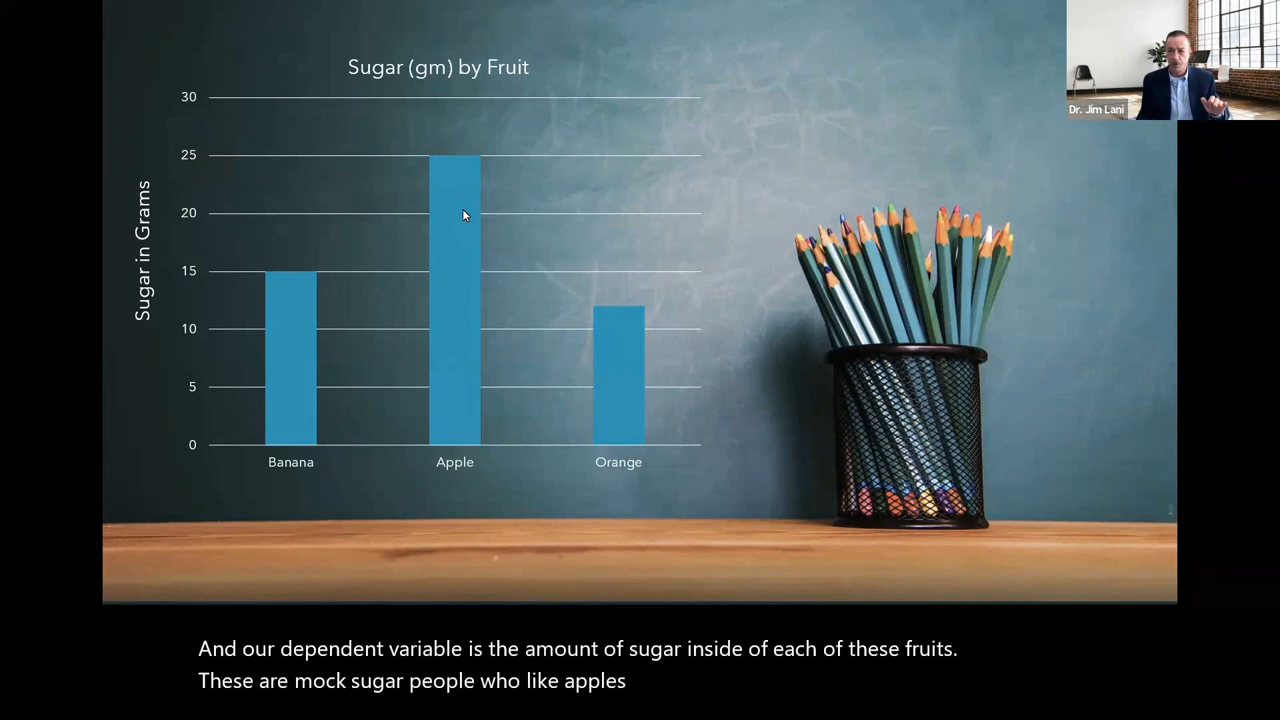 Sugar (gm) by Fruit
30
25
20
15
10
5
0
Sugar in Grams
Banana
Apple
Orange
Dr. Jim Lani
And our dependent variable is the amount of sugar inside of each of these fruits.
These are mock sugar people who like apples